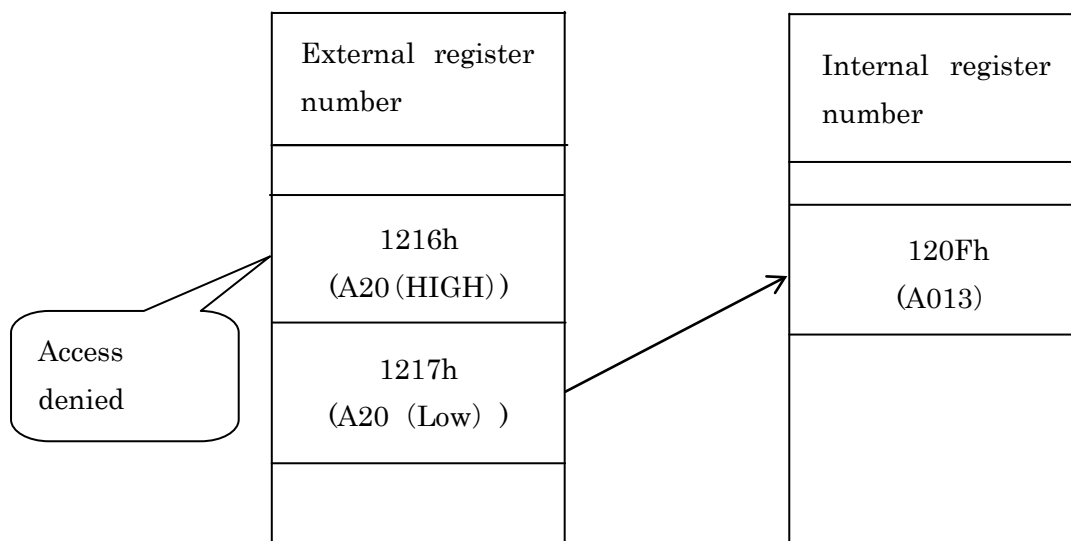 External register
number
1216h
(A20(HIGH))
1217h
(A20 (Low) )
Access
denied
Internal register
number
120Fh
(A013)